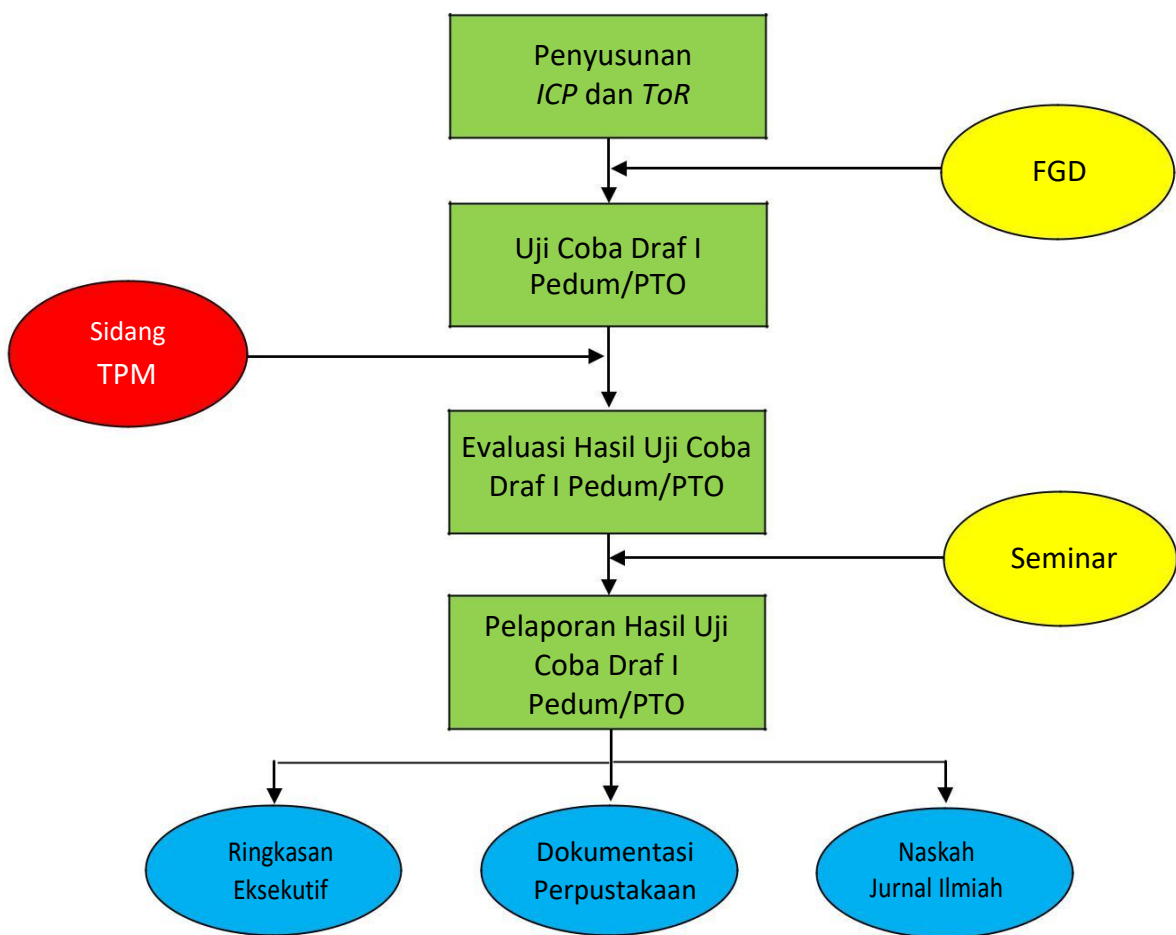 Penyusunan
ICP dan ToR
FGD
Uji Coba Draf I
Pedum/PTO
Sidang
TPM
Evaluasi Hasil Uji Coba
Draf I Pedum/PTO
Seminar
Pelaporan Hasil Uji
Coba Draf I
Pedum/PTO
Ringkasan
Eksekutif
Dokumentasi
Perpustakaan
Naskah
Jurnal Ilmiah